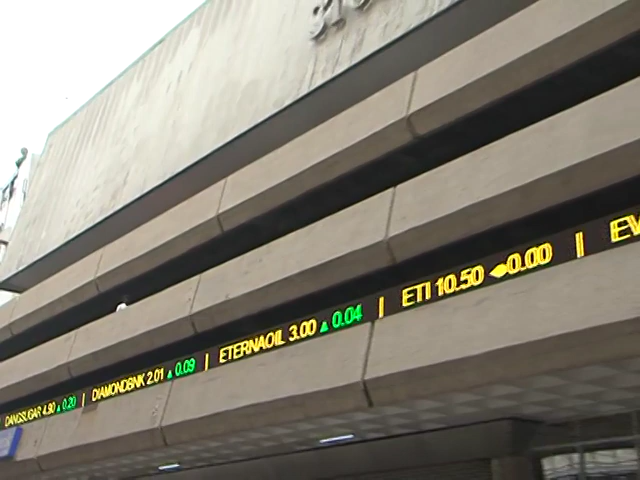 DANGSUGAR 4.90 ▲ 0.20 | DIAMONDBNK 2.01 ▲ 0.09 | ETERNAOIL 3.00 ▲ 0.04 | ETI 10.50 ◄►0.00 |